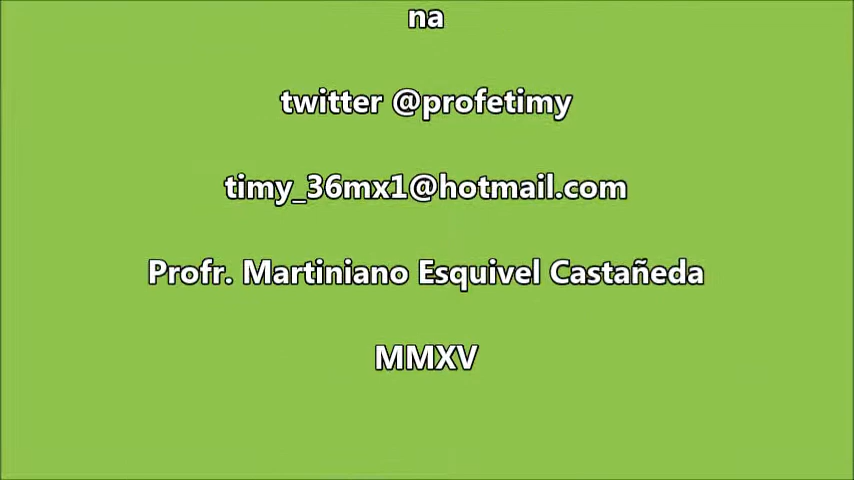 na
twitter @profetimy
timy_36mx1@hotmail.com
Profr. Martiniano Esquivel Castañeda
MMXV